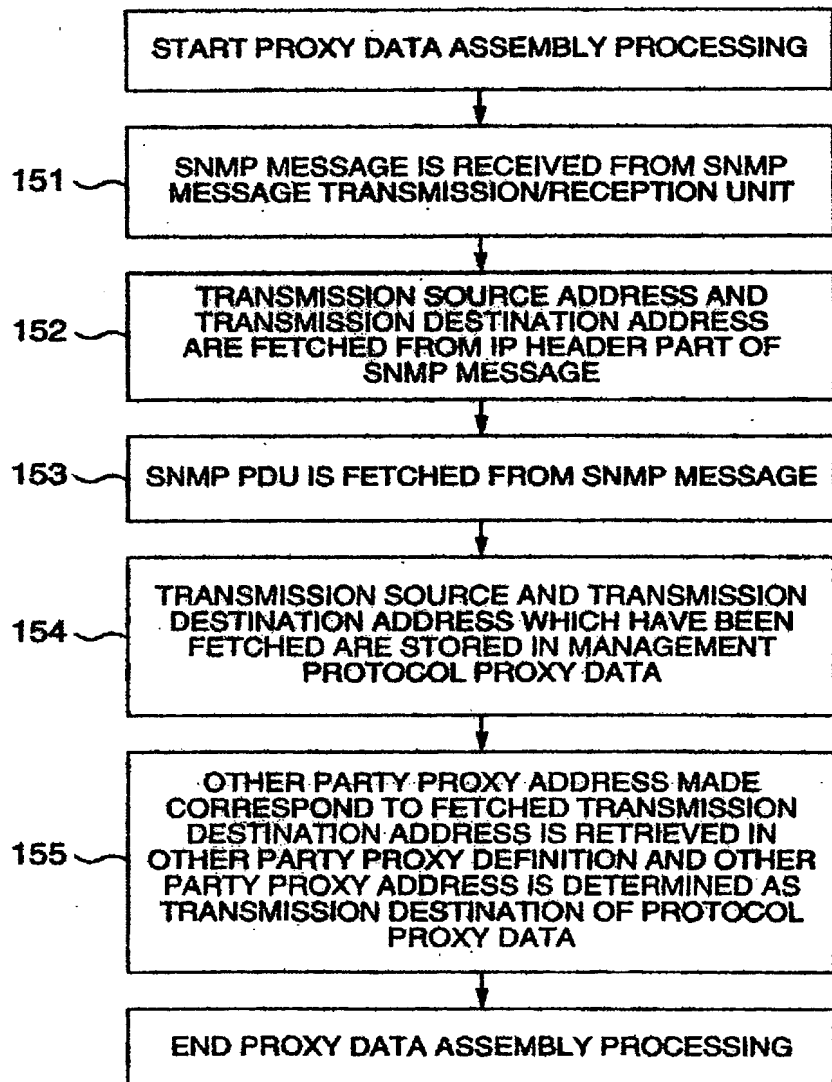 START PROXY DATA ASSEMBLY PROCESSING
151
SNMP MESSAGE IS RECEIVED FROM SNMP
MESSAGE TRANSMISSION/RECEPTION UNIT
152
TRANSMISSION SOURCE ADDRESS AND
TRANSMISSION DESTINATION ADDRESS
ARE FETCHED FROM IP HEADER PART OF
SNMP MESSAGE
153
SNMP PDU IS FETCHED FROM SNMP MESSAGE
154
TRANSMISSION SOURCE AND TRANSMISSION
DESTINATION ADDRESS WHICH HAVE BEEN
FETCHED ARE STORED IN MANAGEMENT
PROTOCOL PROXY DATA
155
OTHER PARTY PROXY ADDRESS MADE
CORRESPOND TO FETCHED TRANSMISSION
DESTINATION ADDRESS IS RETRIEVED IN
OTHER PARTY PROXY DEFINITION AND OTHER
PARTY PROXY ADDRESS IS DETERMINED AS
TRANSMISSION DESTINATION OF PROTOCOL
PROXY DATA
END PROXY DATA ASSEMBLY PROCESSING